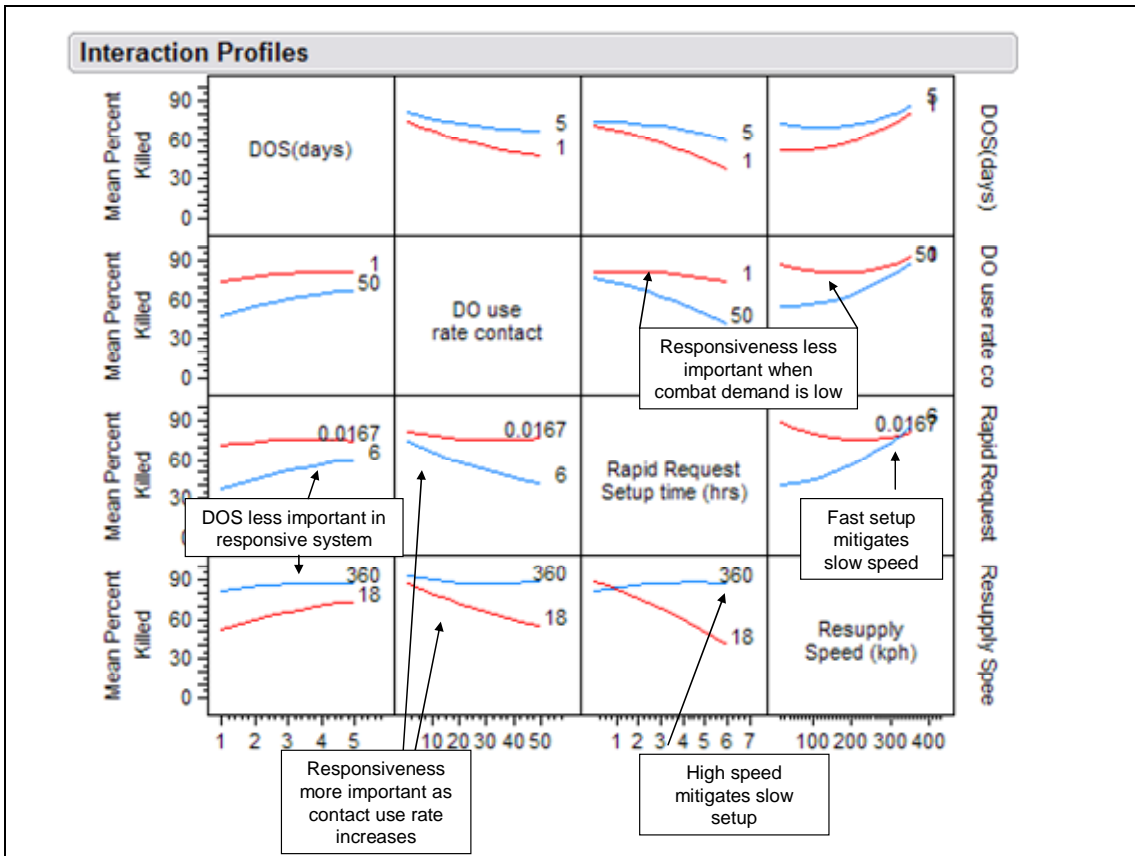 Interaction Profiles
Mean Percent
Killed
90
60
30
0
DOS(days)
5
1
5
1
5
1
DOS(days)
Mean Percent
Killed
90
60
30
0
1
50
DO use
rate contact
1
50
50
1
DO use rate co
Responsiveness less
important when
combat demand is low
Mean Percent
Killed
90
60
30
0
0.0167
6
0.0167
6
Rapid Request
Setup time (hrs)
0.0167
6
Rapid Request
DOS less important in
responsive system
Fast setup
mitigates
slow speed
Mean Percent
Killed
90
60
30
0
360
18
360
18
360
18
Resupply
Speed (kph)
Resupply Spee
1 2 3 4 5
10 20 30 40 50
1 2 3 4 5 6 7
100 200 300 400
Responsiveness
more important as
contact use rate
increases
High speed
mitigates slow
setup